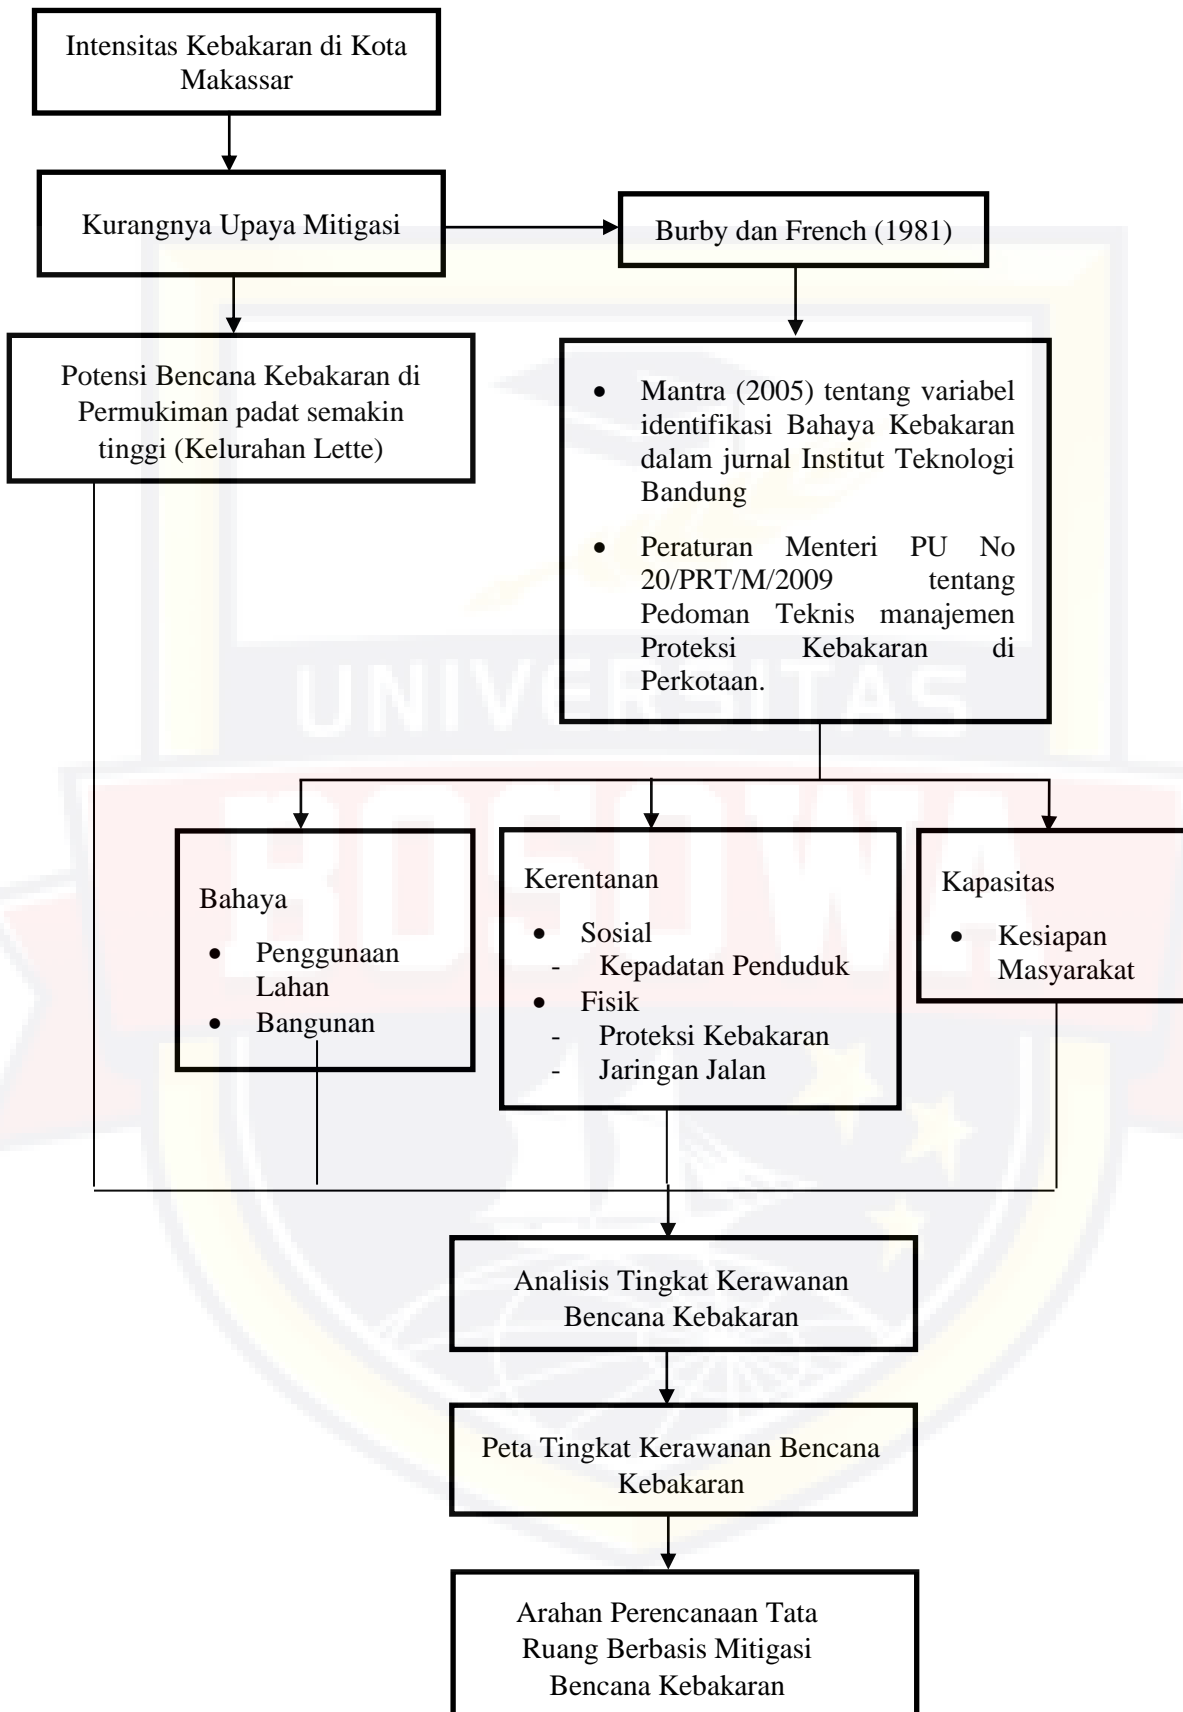 Intensitas Kebakaran di Kota
Makassar
Kurangnya Upaya Mitigasi
Burby dan French (1981)
Potensi Bencana Kebakaran di
Permukiman padat semakin
tinggi (Kelurahan Lette)
• Mantra (2005) tentang variabel
identifikasi Bahaya Kebakaran
dalam jurnal Institut Teknologi
Bandung
• Peraturan Menteri PU No
20/PRT/M/2009 tentang
Pedoman Teknis manajemen
Proteksi Kebakaran di
Perkotaan.
UNIVERSITAS
BOSOWA
Bahaya
• Penggunaan
Lahan
• Bangunan
Kerentanan
• Sosial
- Kepadatan Penduduk
• Fisik
- Proteksi Kebakaran
- Jaringan Jalan
Kapasitas
• Kesiapan
Masyarakat
Analisis Tingkat Kerawanan
Bencana Kebakaran
Peta Tingkat Kerawanan Bencana
Kebakaran
Arahan Perencanaan Tata
Ruang Berbasis Mitigasi
Bencana Kebakaran